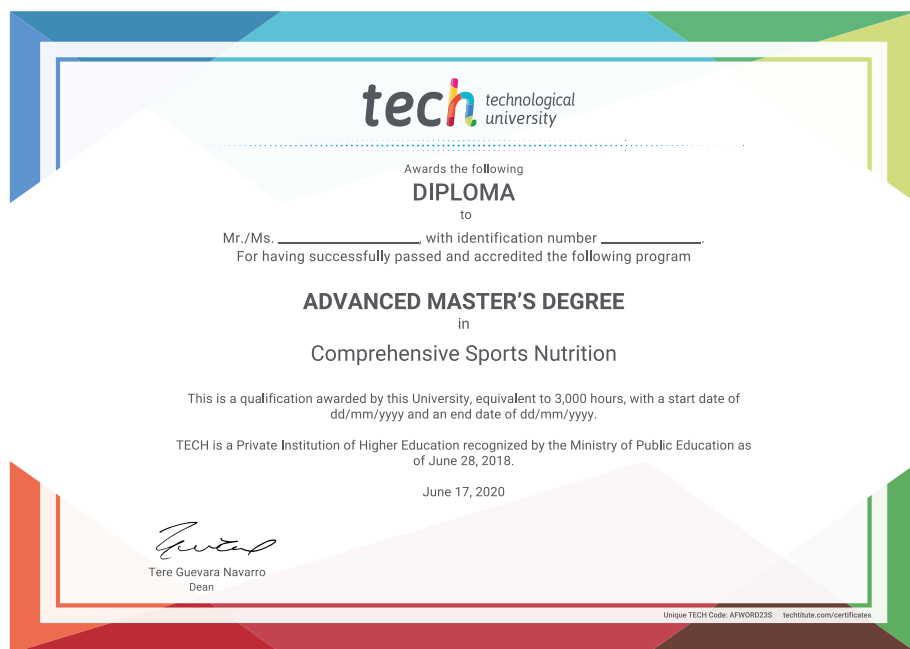 tech technological
university
Awards the following
DIPLOMA
to
Mr./Ms. ________________, with identification number ____________.
For having successfully passed and accredited the following program
ADVANCED MASTER'S DEGREE
in
Comprehensive Sports Nutrition
This is a qualification awarded by this University, equivalent to 3,000 hours, with a start date of
dd/mm/yyyy and an end date of dd/mm/yyyy.
TECH is a Private Institution of Higher Education recognized by the Ministry of Public Education as
of June 28, 2018.
June 17, 2020
Tere Guevara Navarro
Dean
Unique TECH Code: AFWORD23S techtitute.com/certificates